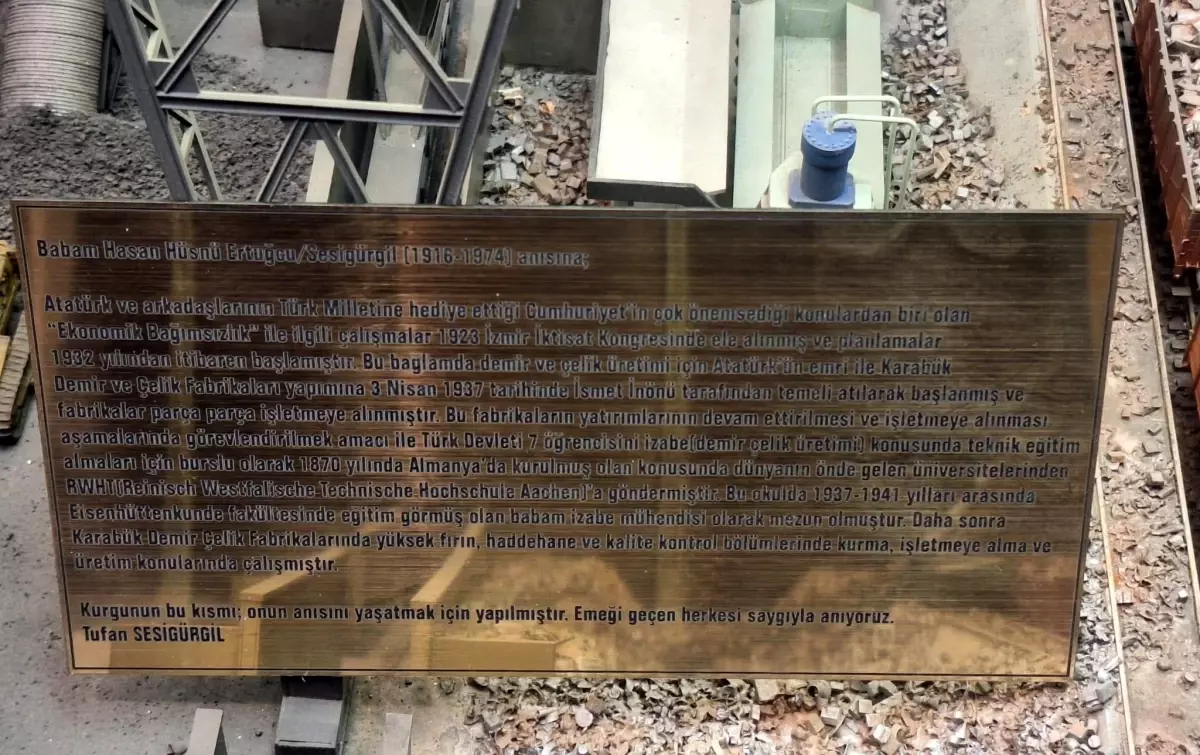 Babam Hasan Hüsnü Ertuğcu/Sesigürgil (1916-1974) anısına;
Atatürk ve arkadaşlarının Türk Milletine hediye ettiği Cumhuriyet'in çok önemsediği konulardan biri olan
"Ekonomik Bağımsızlık" ile ilgili çalışmalar 1923 İzmir İktisat Kongresinde ele alınmış ve planlamalar
1932 yılından itibaren başlamıştır. Bu bağlamda demir ve çelik üretimi için Atatürk'ün emri ile Karabük
Demir ve Çelik Fabrikaları yapımına 3 Nisan 1937 tarihinde İsmet İnönü tarafından temeli atılarak başlanmış ve
fabrikalar parça parça işletmeye alınmıştır. Bu fabrikaların yatırımlarının devam ettirilmesi ve işletmeye alınması
aşamalarında görevlendirilmek amacı ile Türk Devleti 7 öğrencisini izabe(demir çelik üretimi) konusunda teknik eğitim
almaları için burslu olarak 1870 yılında Almanya'da kurulmuş olan konusunda dünyanın önde gelen üniversitelerinden
RWHT(Reinisch Westfalische Technische Hochschule Aachen)'a göndermiştir. Bu okulda 1937-1941 yılları arasında
Eisenhüttenkunde fakültesinde eğitim görmüş olan babam izabe mühendisi olarak mezun olmuştur. Daha sonra
Karabük Demir Çelik Fabrikalarında yüksek fırın, haddehane ve kalite kontrol bölümlerinde kurma, işletmeye alma ve
üretim konularında çalışmıştır.
Kurgunun bu kısmı; onun anısını yaşatmak için yapılmıştır. Emeği geçen herkesi saygıyla anıyoruz.
Tufan SESİGÜRGİL